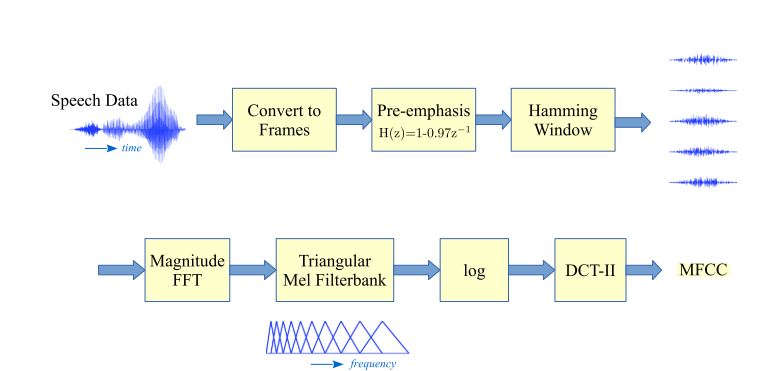 Speech Data
time
Convert to
Frames
Pre-emphasis
H(z)=1-0.97z⁻¹
Hamming
Window
Magnitude
FFT
Triangular
Mel Filterbank
log
DCT-II
MFCC
frequency